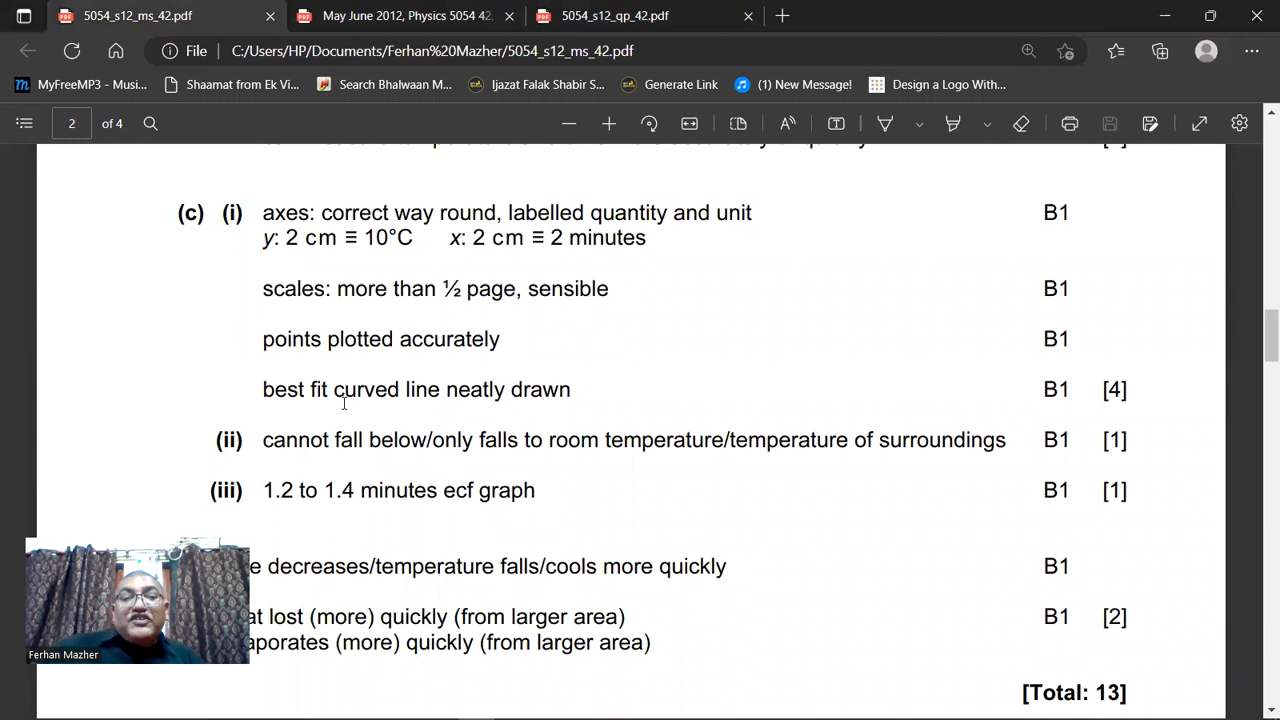 5054_s12_ms_42.pdf
May June 2012, Physics 5054 42,
5054_s12_qp_42.pdf
File C:/Users/HP/Documents/Ferhan%20Mazher/5054_s12_ms_42.pdf
MyFreeMP3 - Musi... Shaamat from Ek Vi... Search Bhalwaan M... Ijazat Falak Shabir S... Generate Link (1) New Message! Design a Logo With...
2 of 4
(c) (i) axes: correct way round, labelled quantity and unit B1
y: 2 cm ≡ 10°C x: 2 cm ≡ 2 minutes
scales: more than ½ page, sensible B1
points plotted accurately B1
best fit curved line neatly drawn B1 [4]
(ii) cannot fall below/only falls to room temperature/temperature of surroundings B1 [1]
(iii) 1.2 to 1.4 minutes ecf graph B1 [1]
e decreases/temperature falls/cools more quickly B1
at lost (more) quickly (from larger area) B1 [2]
aporates (more) quickly (from larger area)
Ferhan Mazher
[Total: 13]